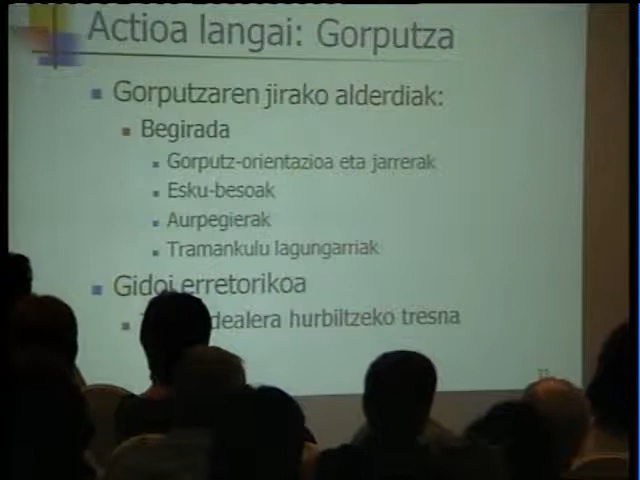 Actioa langai: Gorputza
Gorputzaren jirako alderdiak:
Begirada
Gorputz-orientazioa eta jarrerak
Esku-besoak
Aurpegierak
Tramankulu lagungarriak
Gidoi erretorikoa
hurbiltzeko tresna